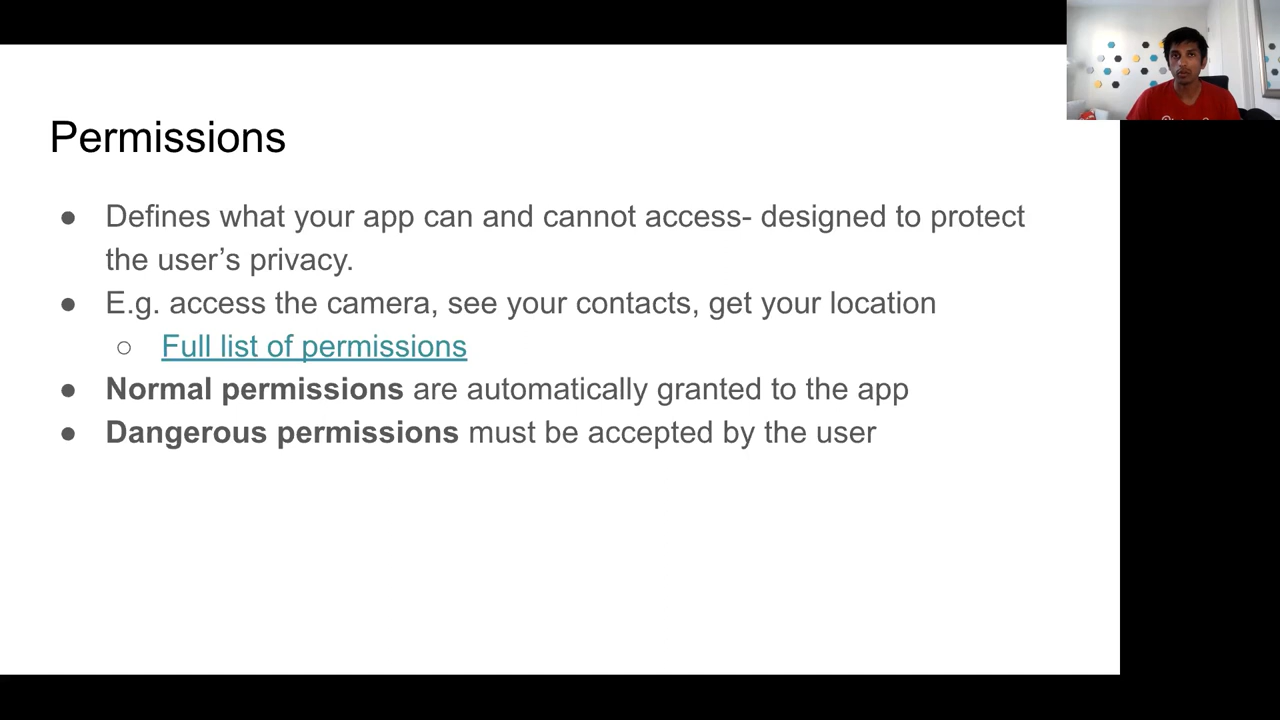 Permissions
● Defines what your app can and cannot access- designed to protect
the user’s privacy.
● E.g. access the camera, see your contacts, get your location
○ Full list of permissions
● Normal permissions are automatically granted to the app
● Dangerous permissions must be accepted by the user